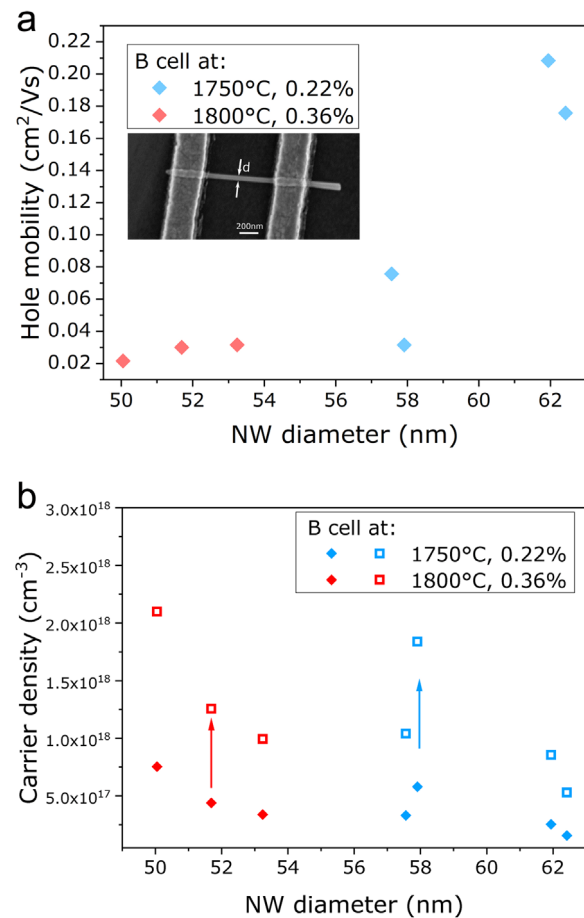 a
Hole mobility (cm²/Vs)
0.22
0.20
0.18
0.16
0.14
0.12
0.10
0.08
0.06
0.04
0.02
B cell at:
1750°C, 0.22%
1800°C, 0.36%
d
200nm
50 52 54 56 58 60 62
NW diameter (nm)
b
Carrier density (cm⁻³)
3.0x10¹⁸
2.5x10¹⁸
2.0x10¹⁸
1.5x10¹⁸
1.0x10¹⁸
5.0x10¹⁷
B cell at:
1750°C, 0.22%
1800°C, 0.36%
50 52 54 56 58 60 62
NW diameter (nm)